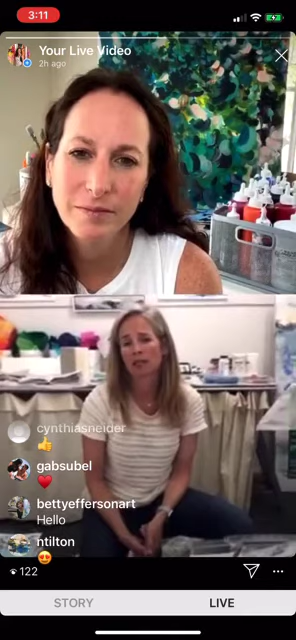 3:11
Your Live Video
2h ago
cynthiasneider
👍
gabsubel
❤️
bettyeffersonart
Hello
ntilton
😍
122
STORY
LIVE